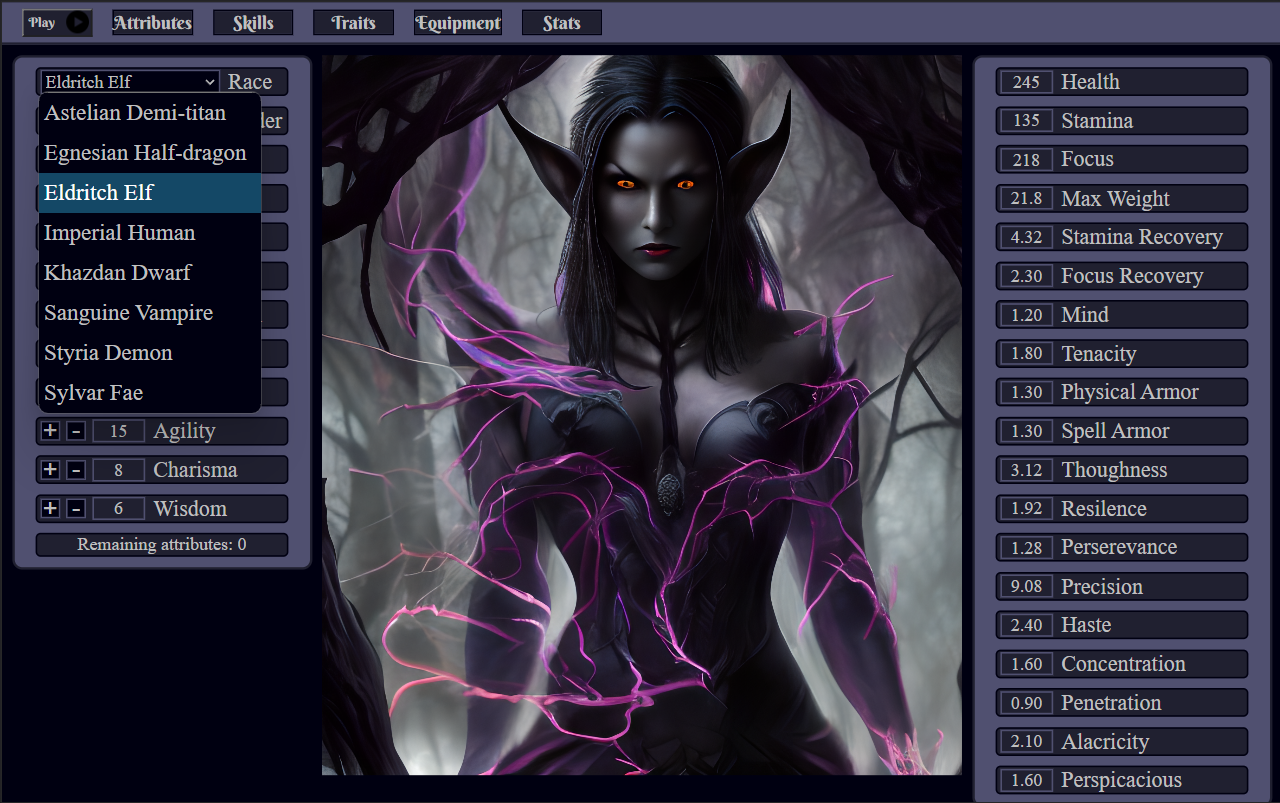 Play
Attributes
Skills
Traits
Equipment
Stats
Eldritch Elf Race
Astelian Demi-titan
der
Egnesian Half-dragon
Eldritch Elf
Imperial Human
Khazdan Dwarf
Sanguine Vampire
Styria Demon
Sylvar Fae
+ - 15 Agility
+ - 8 Charisma
+ - 6 Wisdom
Remaining attributes: 0
245 Health
135 Stamina
218 Focus
21.8 Max Weight
4.32 Stamina Recovery
2.30 Focus Recovery
1.20 Mind
1.80 Tenacity
1.30 Physical Armor
1.30 Spell Armor
3.12 Thoughness
1.92 Resilence
1.28 Perserevance
9.08 Precision
2.40 Haste
1.60 Concentration
0.90 Penetration
2.10 Alacricity
1.60 Perspicacious